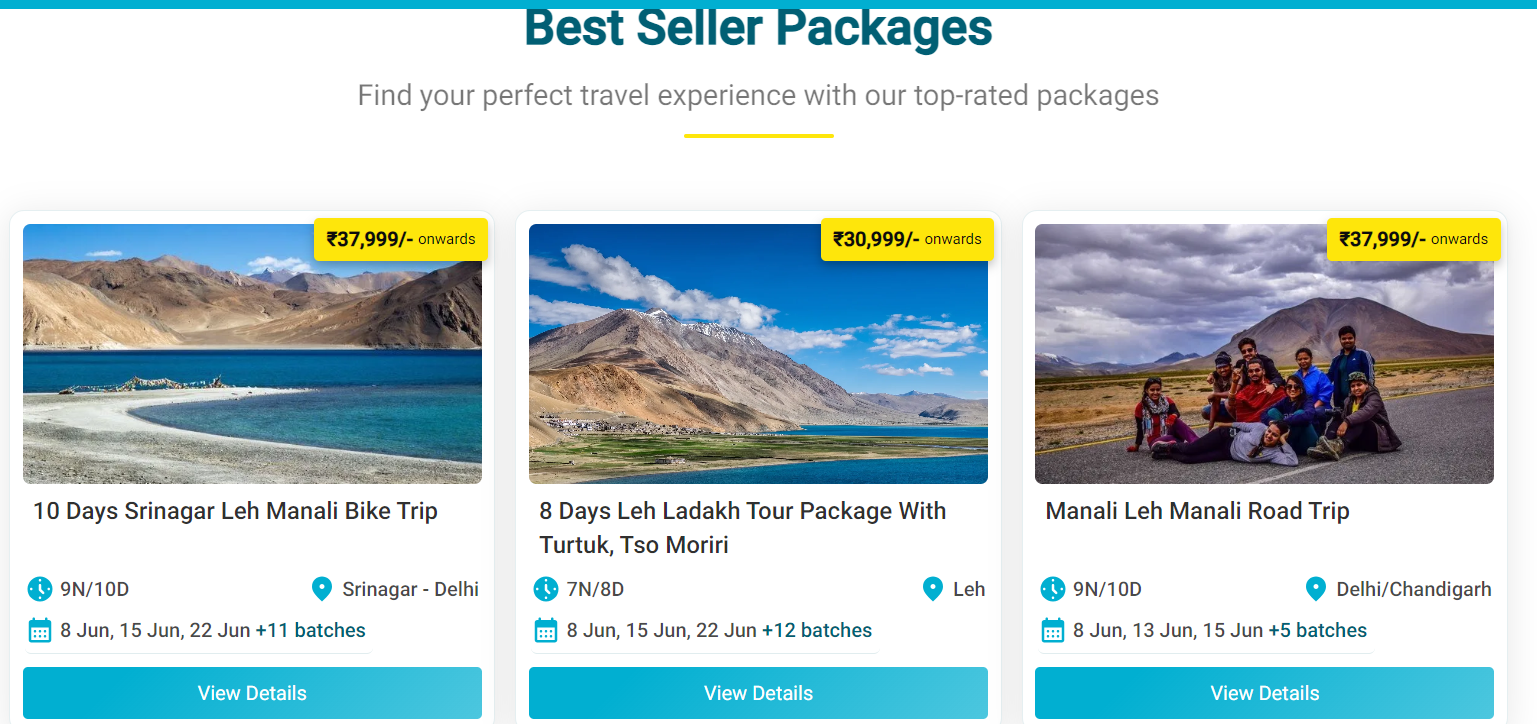 Best Seller Packages
Find your perfect travel experience with our top-rated packages
₹37,999/- onwards
10 Days Srinagar Leh Manali Bike Trip
9N/10D
Srinagar - Delhi
8 Jun, 15 Jun, 22 Jun +11 batches
View Details
₹30,999/- onwards
8 Days Leh Ladakh Tour Package With
Turtuk, Tso Moriri
7N/8D
Leh
8 Jun, 15 Jun, 22 Jun +12 batches
View Details
₹37,999/- onwards
Manali Leh Manali Road Trip
9N/10D
Delhi/Chandigarh
8 Jun, 13 Jun, 15 Jun +5 batches
View Details